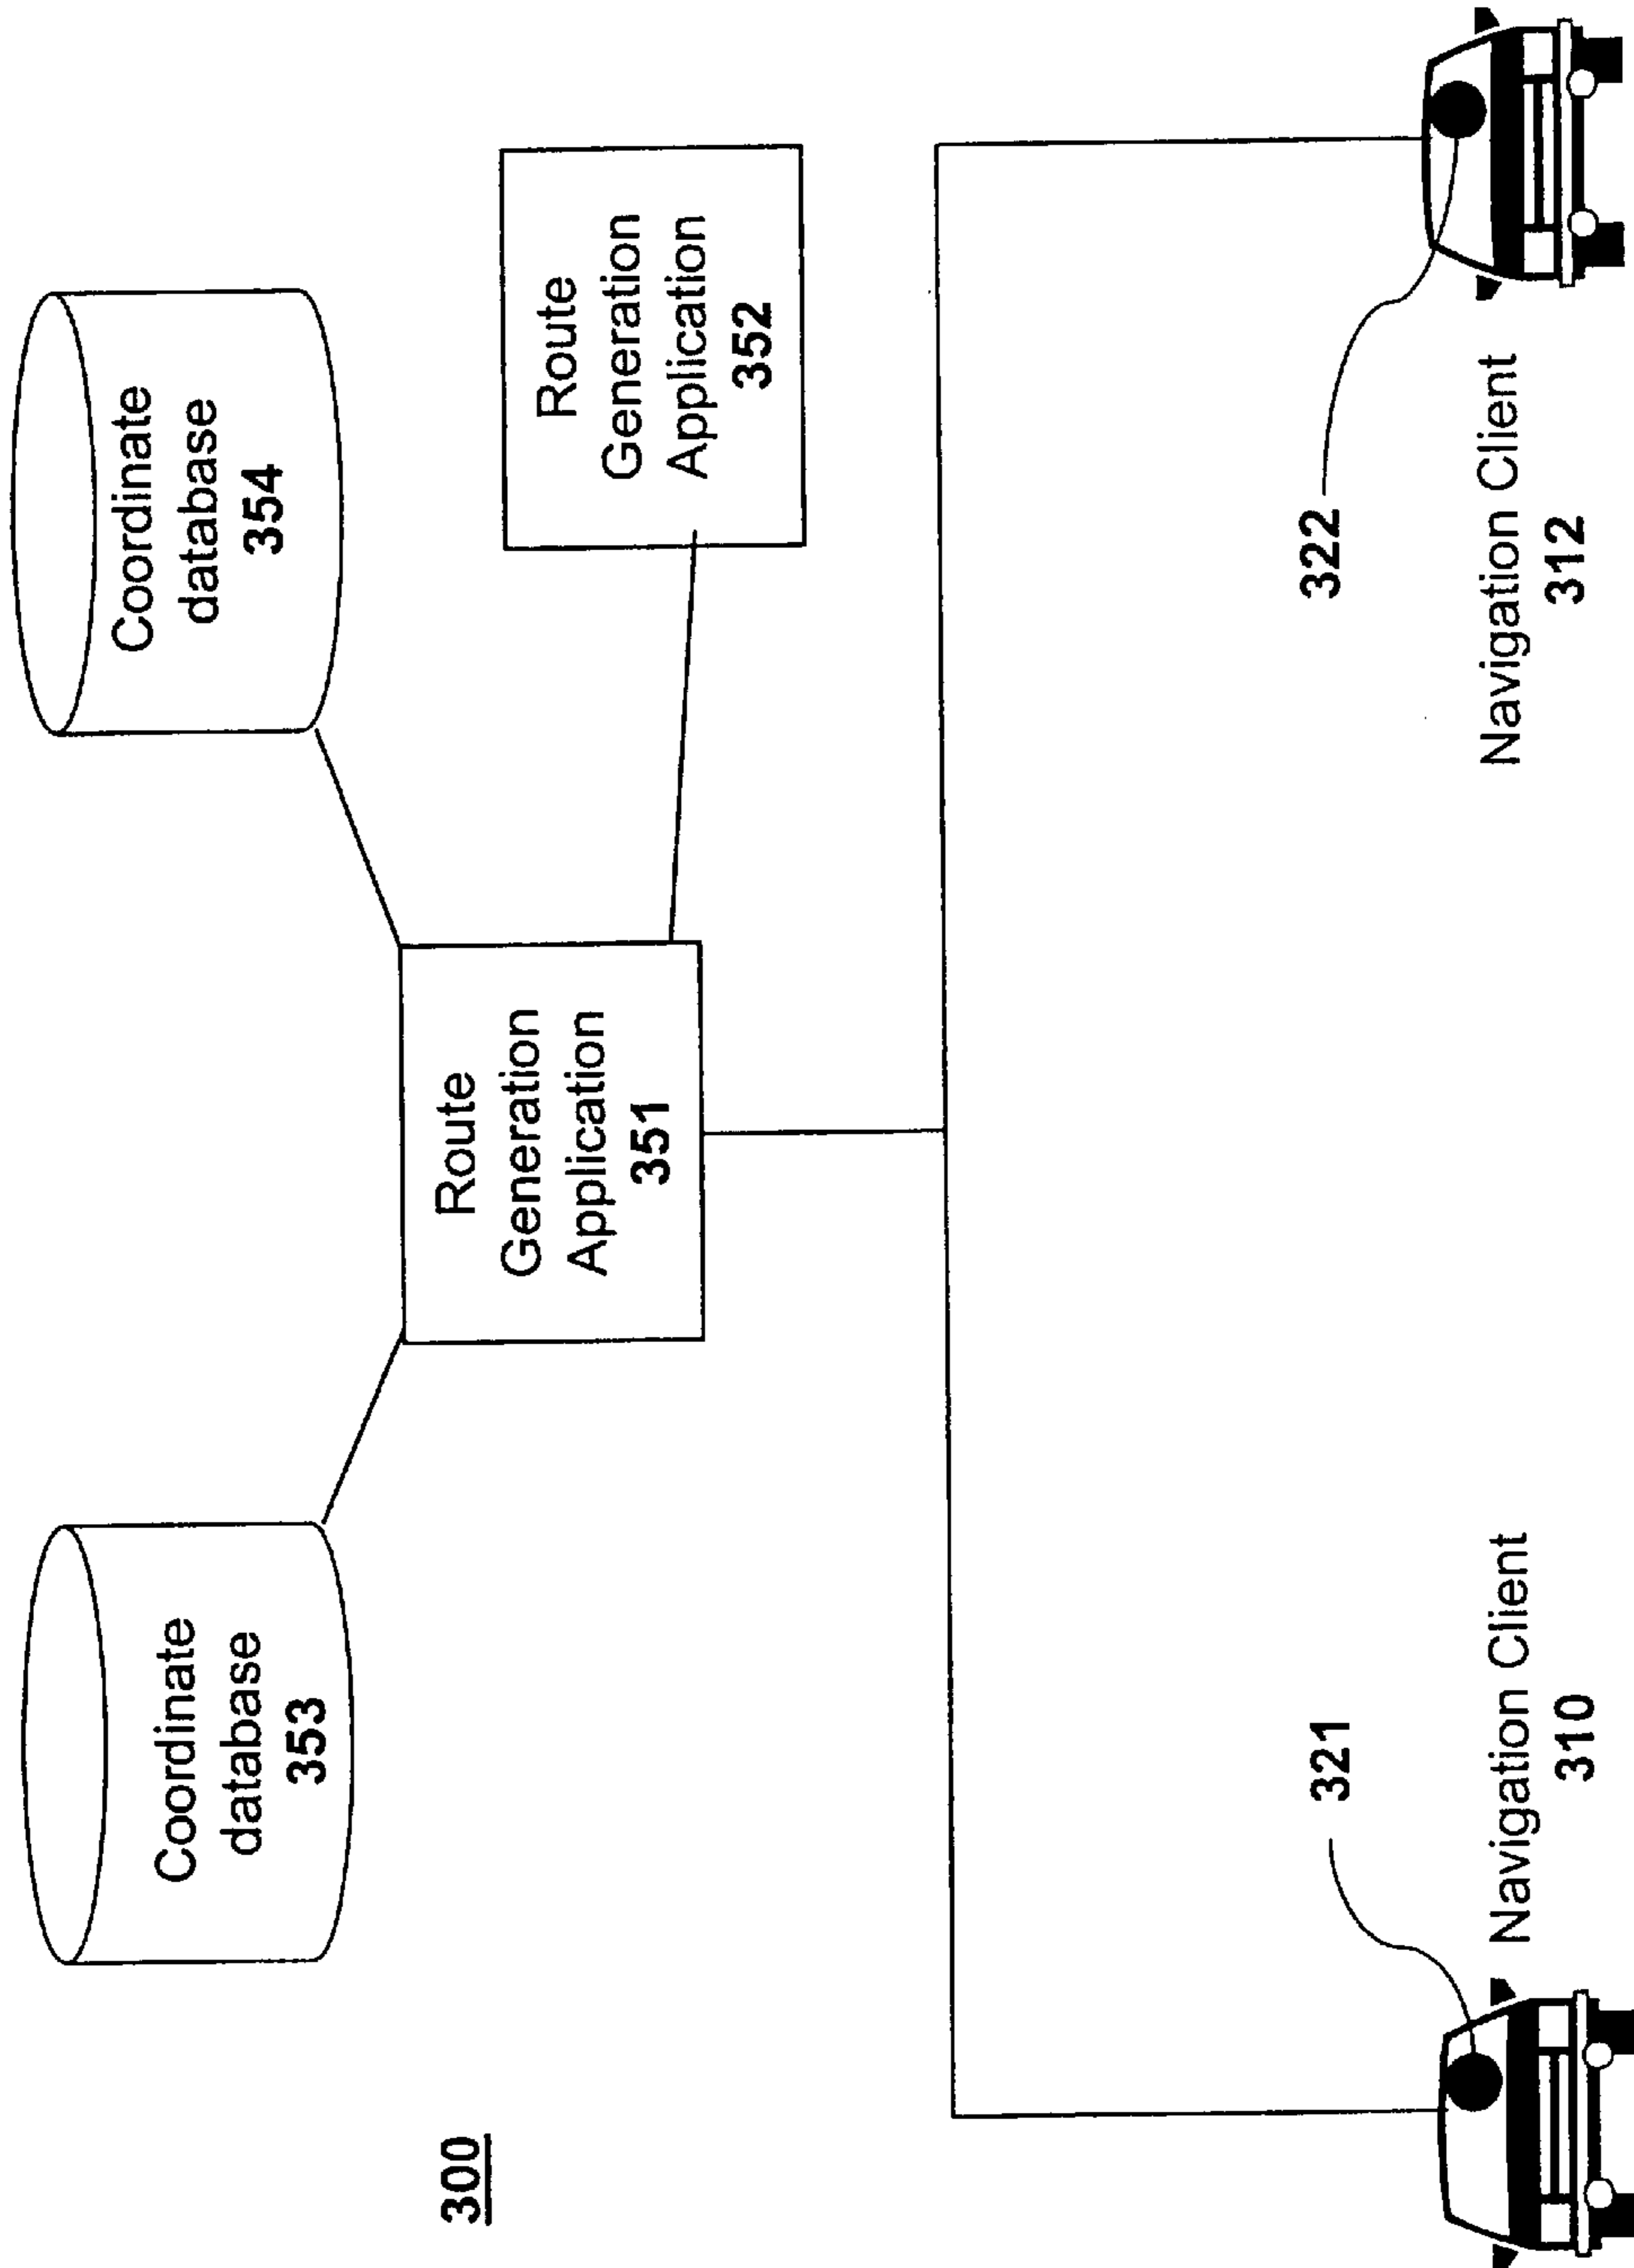 Coordinate
database
353
Coordinate
database
354
300
Route
Generation
Application
351
Route
Generation
Application
352
321
322
Navigation Client
310
Navigation Client
312